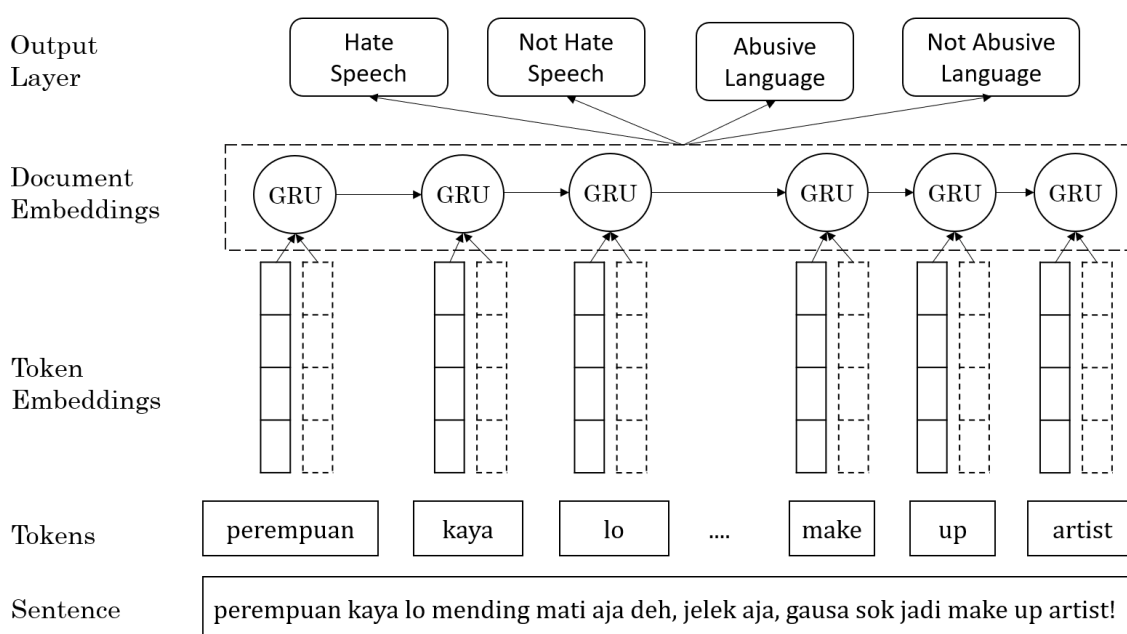 Output
Layer
Hate
Speech
Not Hate
Speech
Abusive
Language
Not Abusive
Language
Document
Embeddings
GRU GRU GRU GRU GRU GRU
Token
Embeddings
Tokens
perempuan kaya lo .... make up artist
Sentence
perempuan kaya lo mending mati aja deh, jelek aja, gausa sok jadi make up artist!